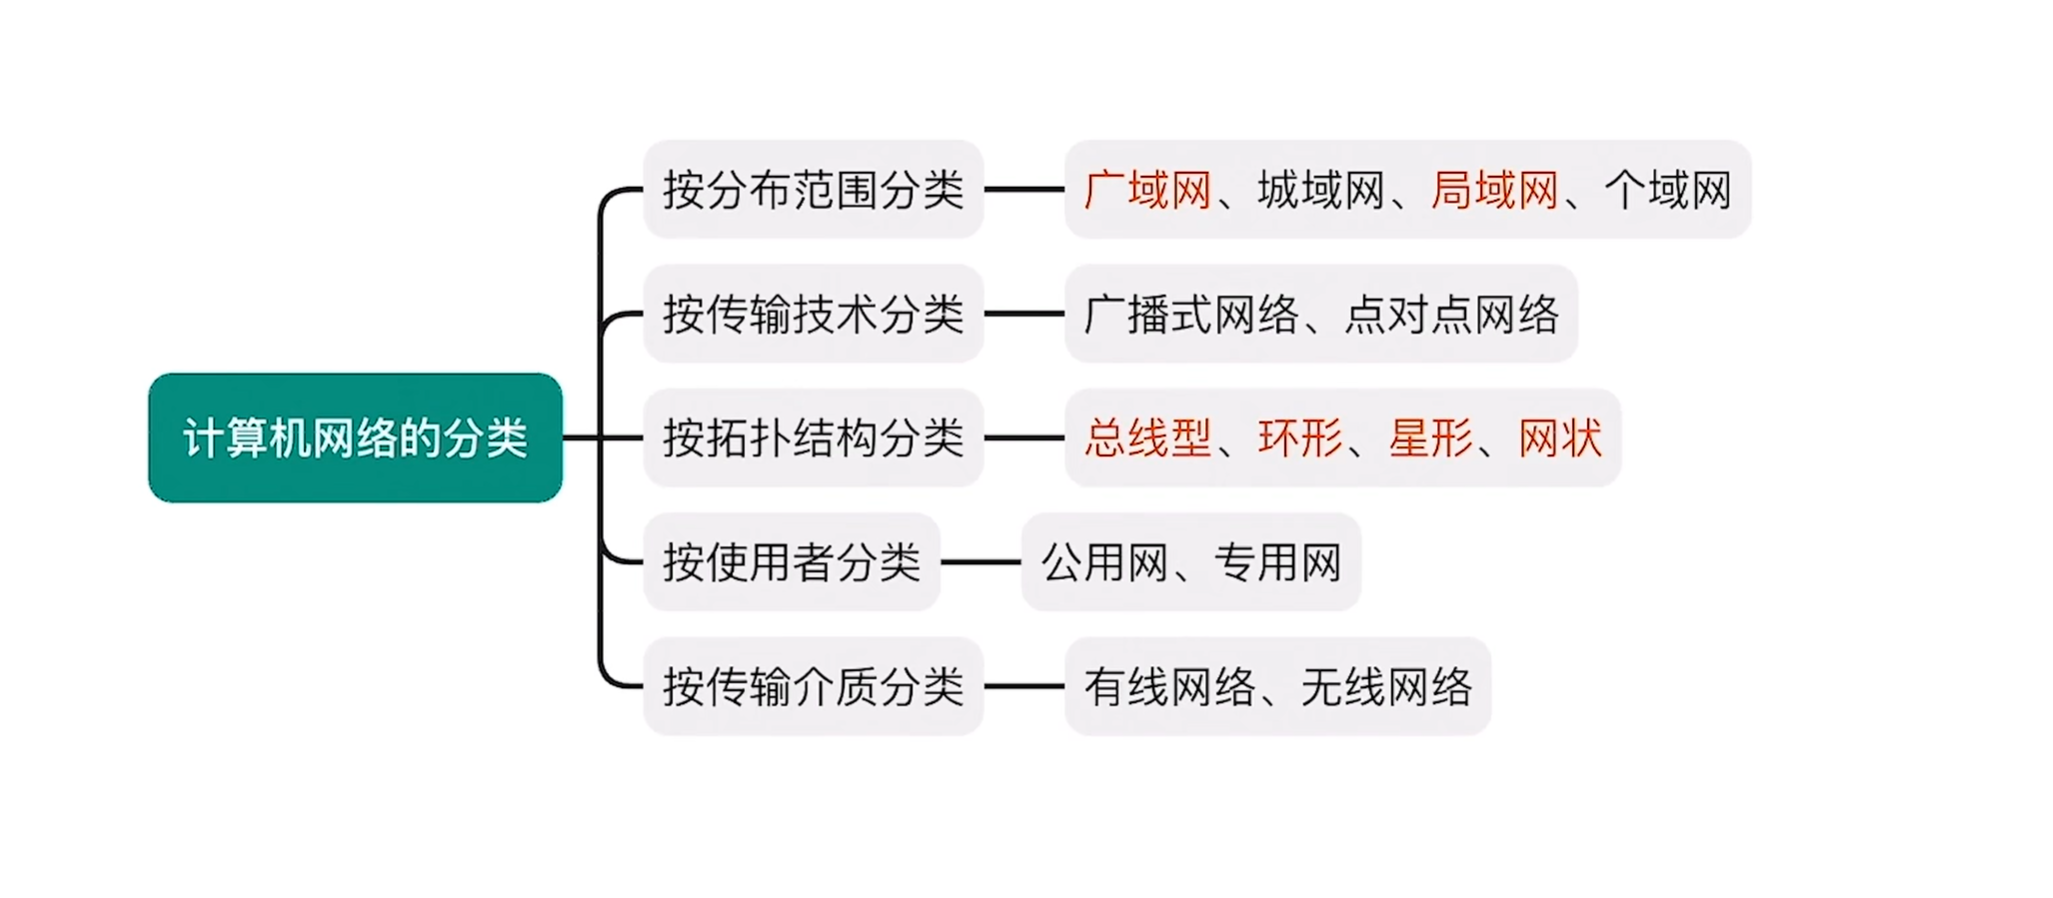 计算机网络的分类
按分布范围分类
广域网、城域网、局域网、个域网
按传输技术分类
广播式网络、点对点网络
按拓扑结构分类
总线型、环形、星形、网状
按使用者分类
公用网、专用网
按传输介质分类
有线网络、无线网络